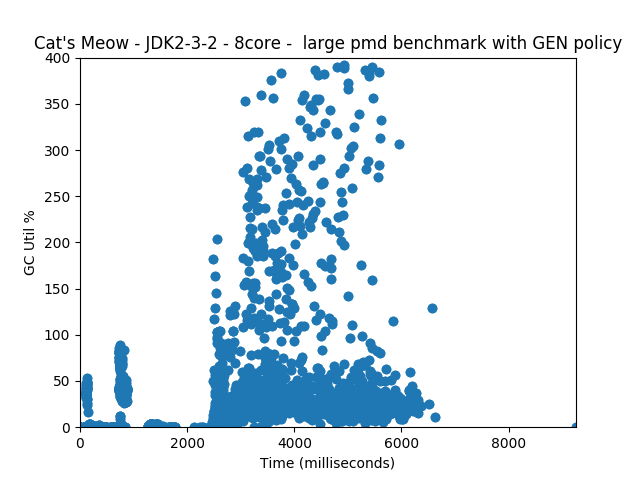 Cat's Meow - JDK2-3-2 - 8core -  large pmd benchmark with GEN policy
400
350
300
250
200
150
100
50
0
GC Util %
0 2000 4000 6000 8000
Time (milliseconds)